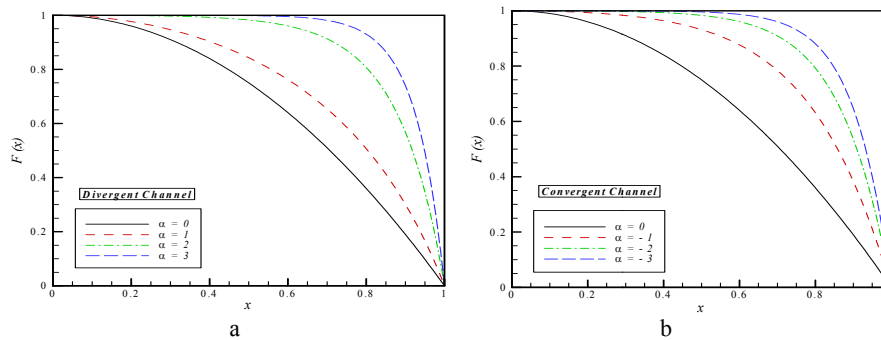 1
0.8
0.6
0.4
0.2
0
F (x)
Divergent Channel
α = 0
α = 1
α = 2
α = 3
0 0.2 0.4 0.6 0.8 1
x
a
1
0.8
0.6
0.4
0.2
0
F (x)
Convergent Channel
α = 0
α = - 1
α = - 2
α = - 3
0 0.2 0.4 0.6 0.8
x
b